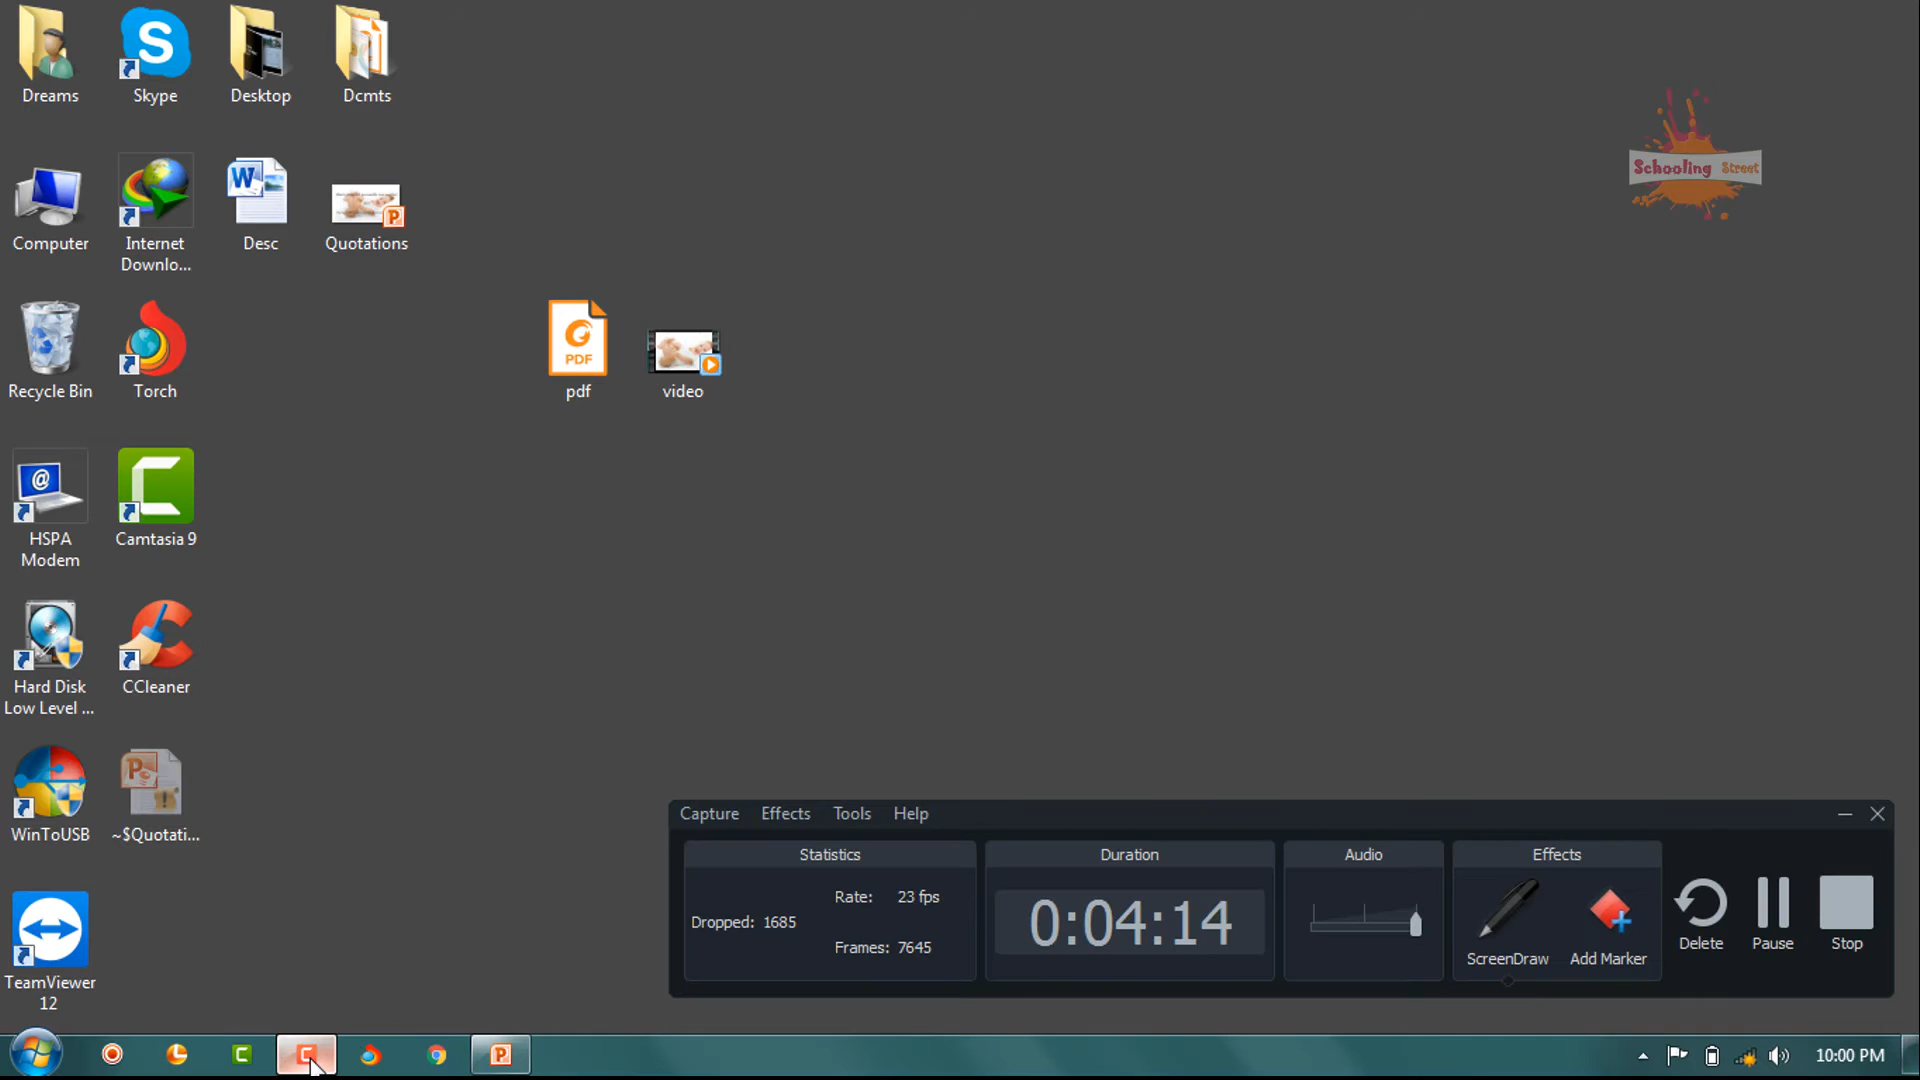 Dreams
Skype
Desktop
Dcmts
Schooling Street
Computer
Internet
Downlo...
Desc
Quotations
Recycle Bin
Torch
PDF
pdf
video
HSPA
Modem
Camtasia 9
Hard Disk
Low Level ...
CCleaner
WinToUSB
~$Quotati...
TeamViewer
12
Capture Effects Tools Help
Statistics
Duration
Audio
Effects
Rate: 23 fps
Dropped: 1685
Frames: 7645
0:04:14
ScreenDraw
Add Marker
Delete
Pause
Stop
10:00 PM